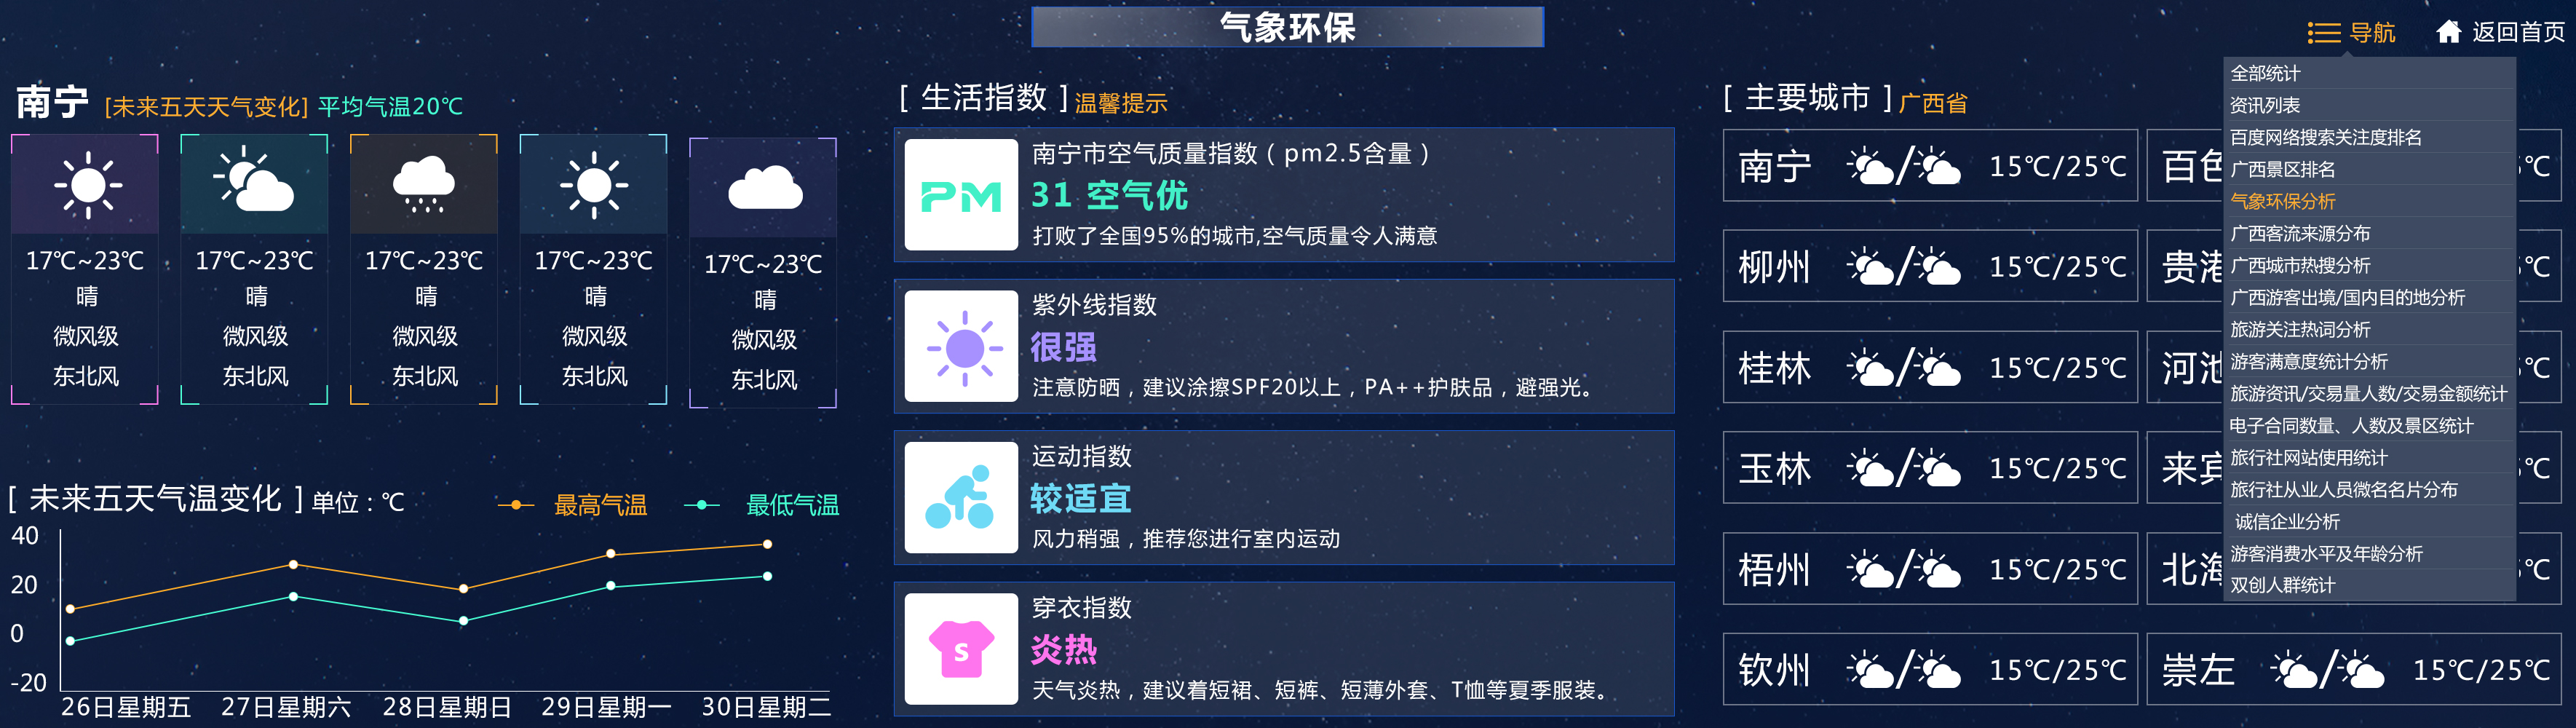 气象环保
导航
返回首页
南宁 [未来五天天气变化] 平均气温20℃
17℃~23℃
晴
微风级
东北风
17℃~23℃
晴
微风级
东北风
17℃~23℃
晴
微风级
东北风
17℃~23℃
晴
微风级
东北风
17℃~23℃
晴
微风级
东北风
[ 未来五天气温变化 ] 单位：℃
最高气温
最低气温
40
20
0
-20
26日星期五
27日星期六
28日星期日
29日星期一
30日星期二
[ 生活指数 ] 温馨提示
PM
南宁市空气质量指数（pm2.5含量）
31 空气优
打败了全国95%的城市,空气质量令人满意
紫外线指数
很强
注意防晒，建议涂擦SPF20以上，PA++护肤品，避强光。
运动指数
较适宜
风力稍强，推荐您进行室内运动
S
穿衣指数
炎热
天气炎热，建议着短裙、短裤、短薄外套、T恤等夏季服装。
[ 主要城市 ] 广西省
南宁 15℃/25℃
百色
柳州 15℃/25℃
贵港
桂林 15℃/25℃
河池
玉林 15℃/25℃
来宾
梧州 15℃/25℃
北海
钦州 15℃/25℃
崇左 15℃/25℃
全部统计
资讯列表
百度网络搜索关注度排名
广西景区排名
气象环保分析
广西客流来源分布
广西城市热搜分析
广西游客出境/国内目的地分析
旅游关注热词分析
游客满意度统计分析
旅游资讯/交易量人数/交易金额统计
电子合同数量、人数及景区统计
旅行社网站使用统计
旅行社从业人员微名名片分布
诚信企业分析
游客消费水平及年龄分析
双创人群统计